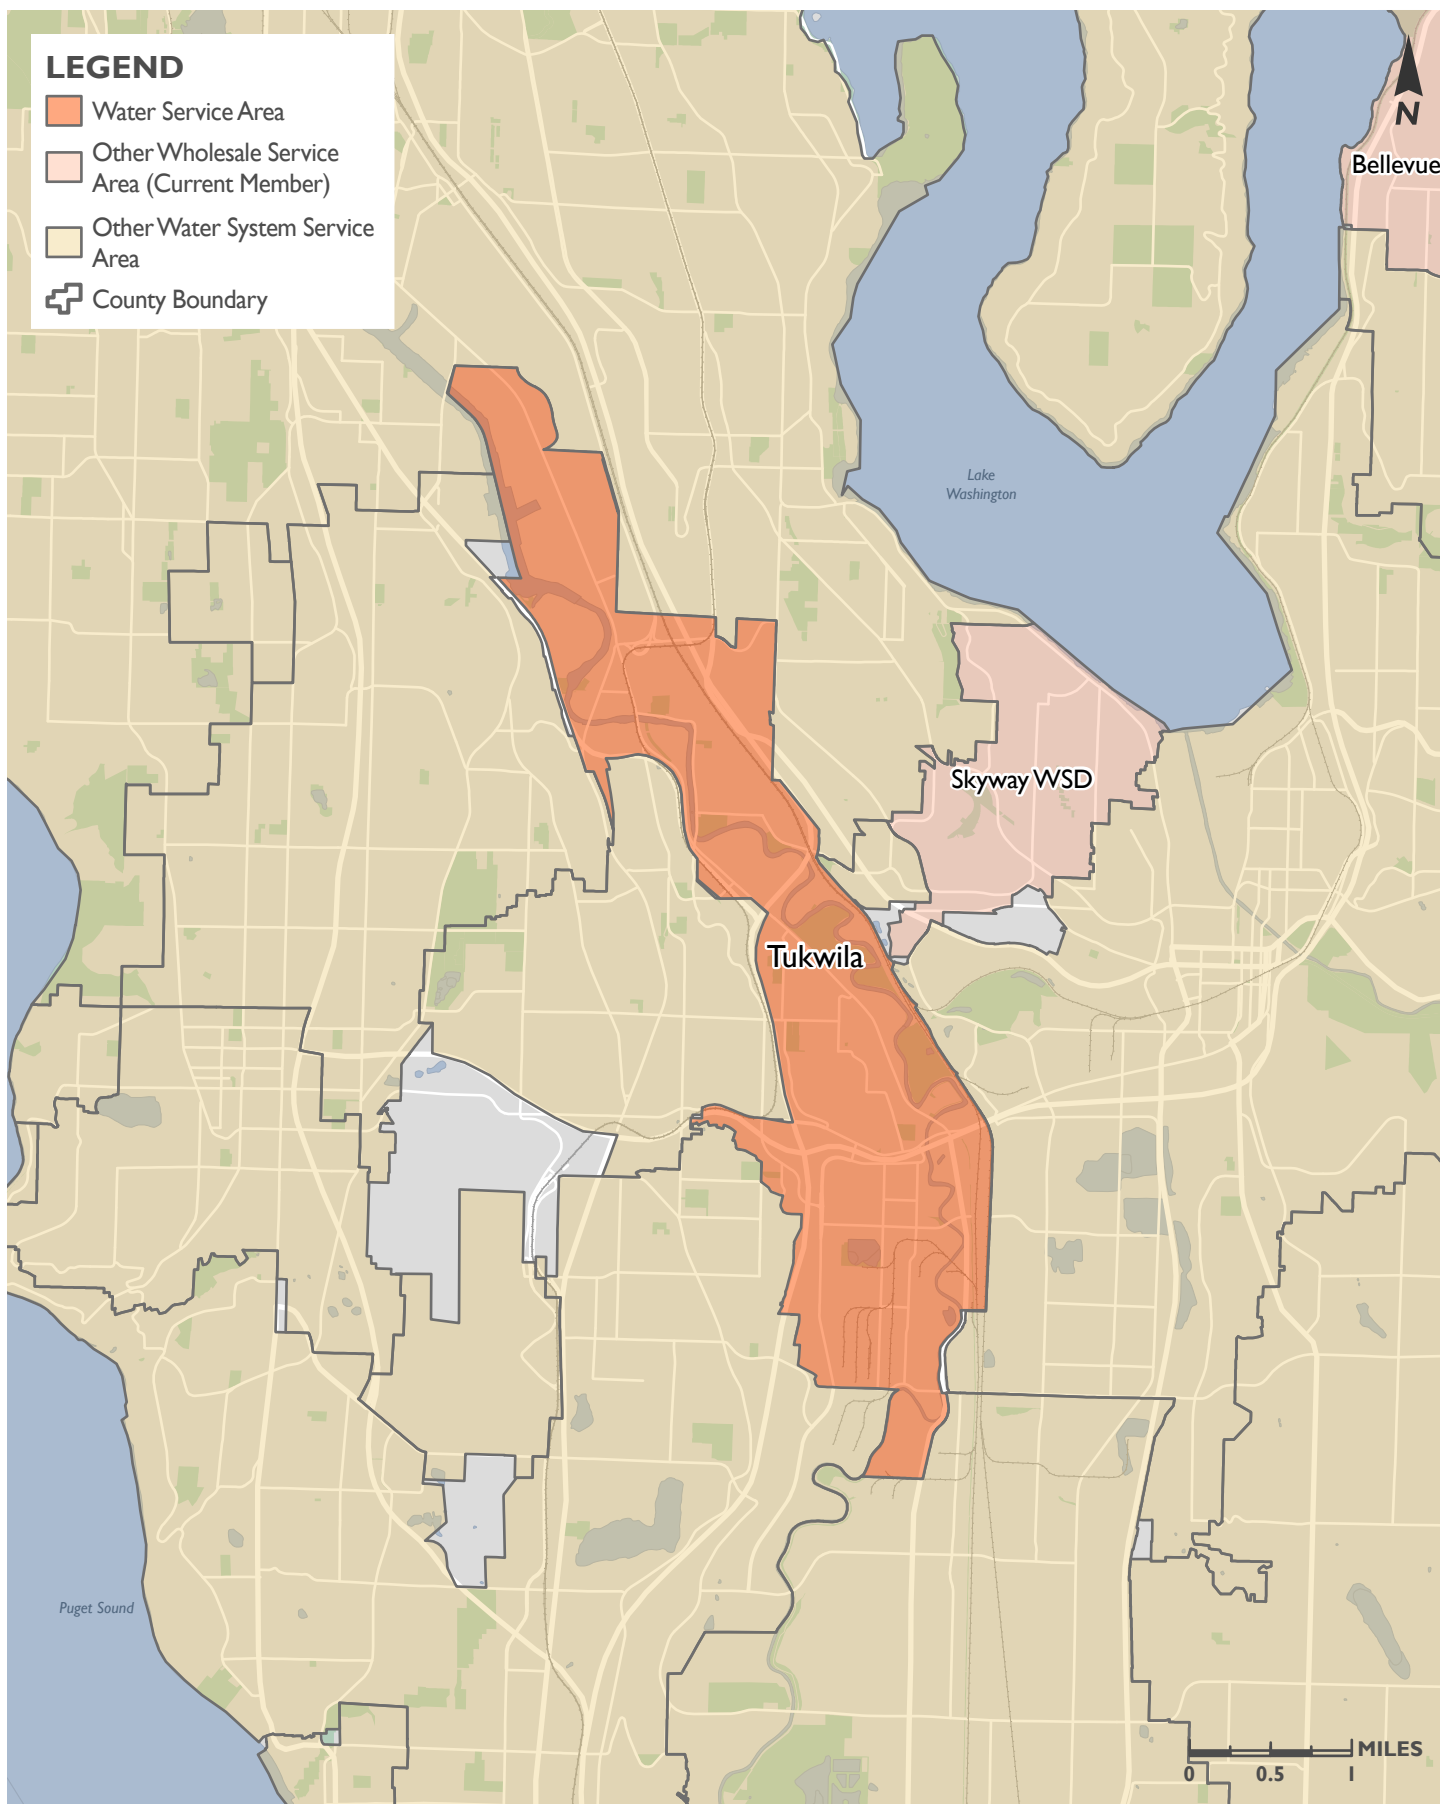 LEGEND
Water Service Area
Other Wholesale Service
Area (Current Member)
Other Water System Service
Area
County Boundary
N
Bellevue
Lake
Washington
Skyway WSD
Tukwila
Puget Sound
MILES
0 0.5 1